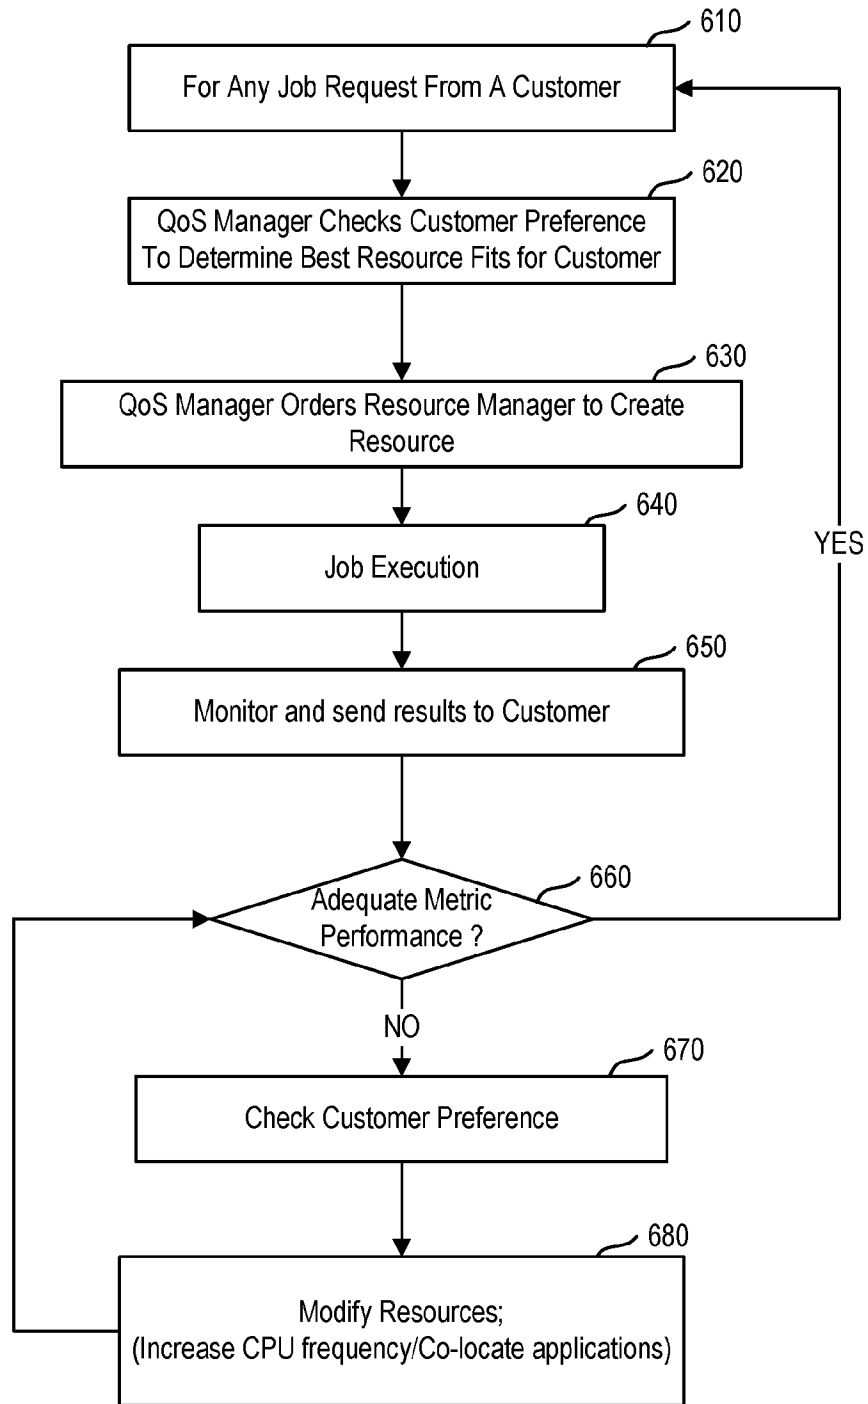 610
For Any Job Request From A Customer
620
QoS Manager Checks Customer Preference
To Determine Best Resource Fits for Customer
630
QoS Manager Orders Resource Manager to Create
Resource
640
Job Execution
YES
650
Monitor and send results to Customer
660
Adequate Metric
Performance ?
NO
670
Check Customer Preference
680
Modify Resources;
(Increase CPU frequency/Co-locate applications)